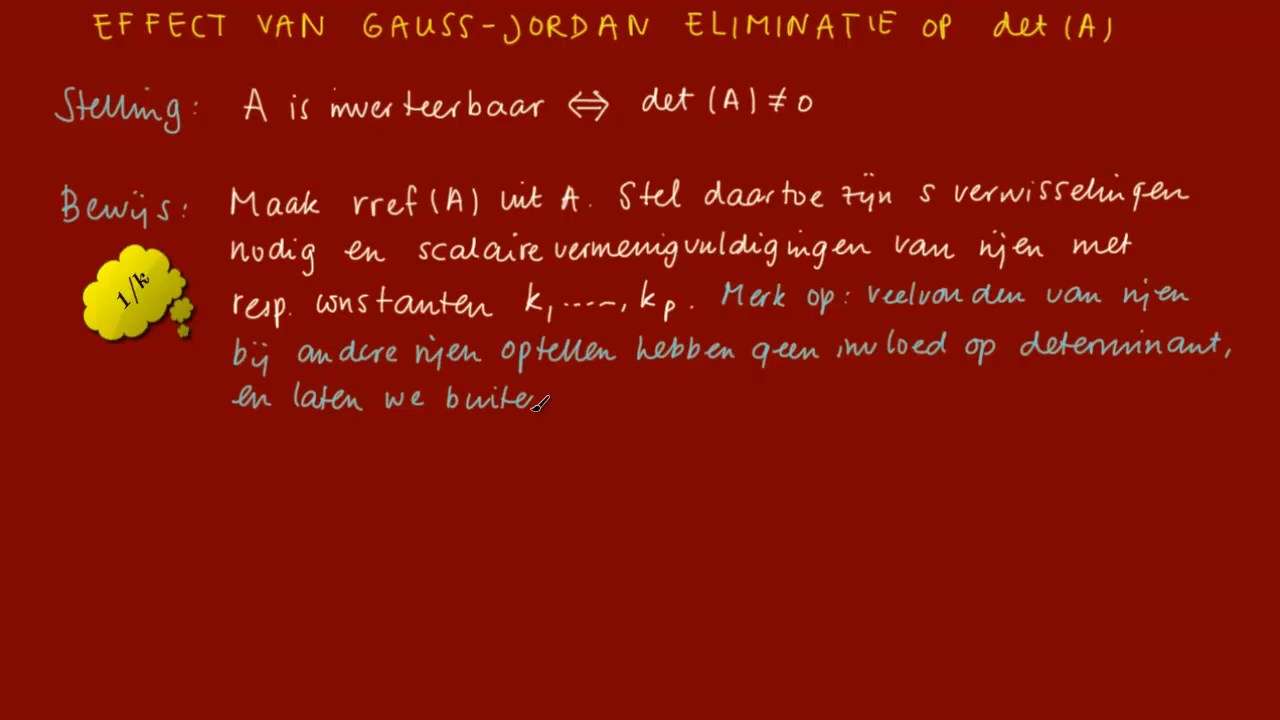 EFFECT VAN GAUSS-JORDAN ELIMINATIE OP det (A)
Stelling: A is inverteerbaar ⇔ det (A) ≠ 0
Bewijs: Maak rref (A) uit A. Stel daartoe zijn s verwisselingen
nodig en scalaire vermenigvuldigingen van rijen met
1/k
resp. constanten k₁, ....., kₚ. Merk op: veelvouden van rijen
bij andere rijen optellen hebben geen invloed op determinant,
en laten we buite